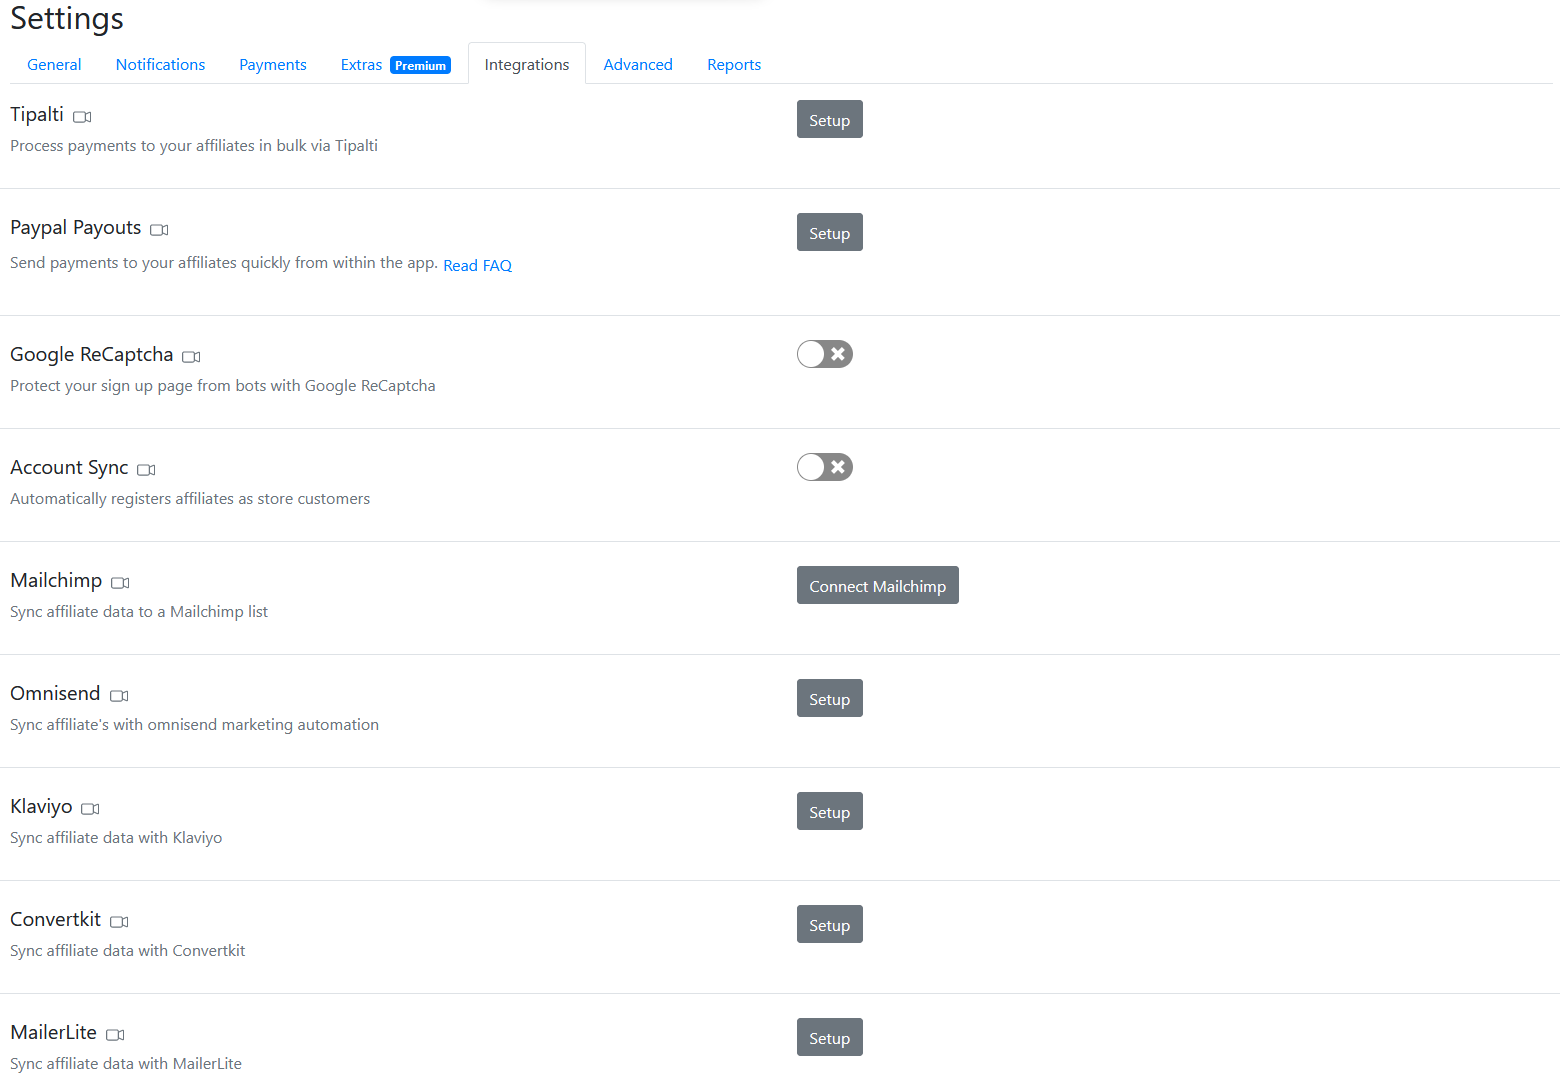 Settings
General Notifications Payments Extras Premium Integrations Advanced Reports
Tipalti
Setup
Process payments to your affiliates in bulk via Tipalti
Paypal Payouts
Setup
Send payments to your affiliates quickly from within the app. Read FAQ
Google ReCaptcha
Protect your sign up page from bots with Google ReCaptcha
Account Sync
Automatically registers affiliates as store customers
Mailchimp
Connect Mailchimp
Sync affiliate data to a Mailchimp list
Omnisend
Setup
Sync affiliate's with omnisend marketing automation
Klaviyo
Setup
Sync affiliate data with Klaviyo
Convertkit
Setup
Sync affiliate data with Convertkit
MailerLite
Setup
Sync affiliate data with MailerLite